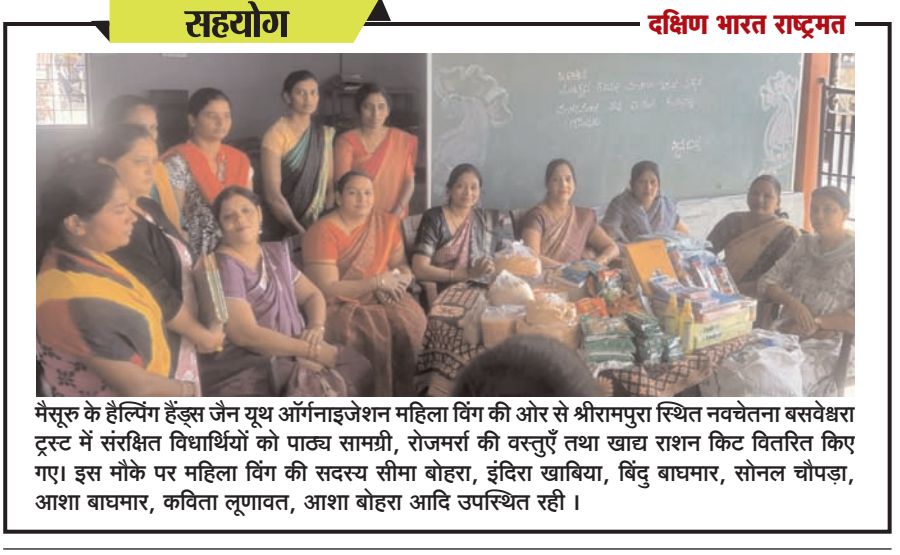 सहयोग
दक्षिण भारत राष्ट्रमत
मैसूरु के हैल्पिंग हैंड्स जैन यूथ ऑर्गनाइजेशन महिला विंग की ओर से श्रीरामपुरा स्थित नवचेतना बसवेश्वरा
ट्रस्ट में संरक्षित विधार्थियों को पाठ्य सामग्री, रोजमर्रा की वस्तुएँ तथा खाद्य राशन किट वितरित किए
गए। इस मौके पर महिला विंग की सदस्य सीमा बोहरा, इंदिरा खाबिया, बिंदु बाघमार, सोनल चौपड़ा,
आशा बाघमार, कविता लूणावत, आशा बोहरा आदि उपस्थित रही ।